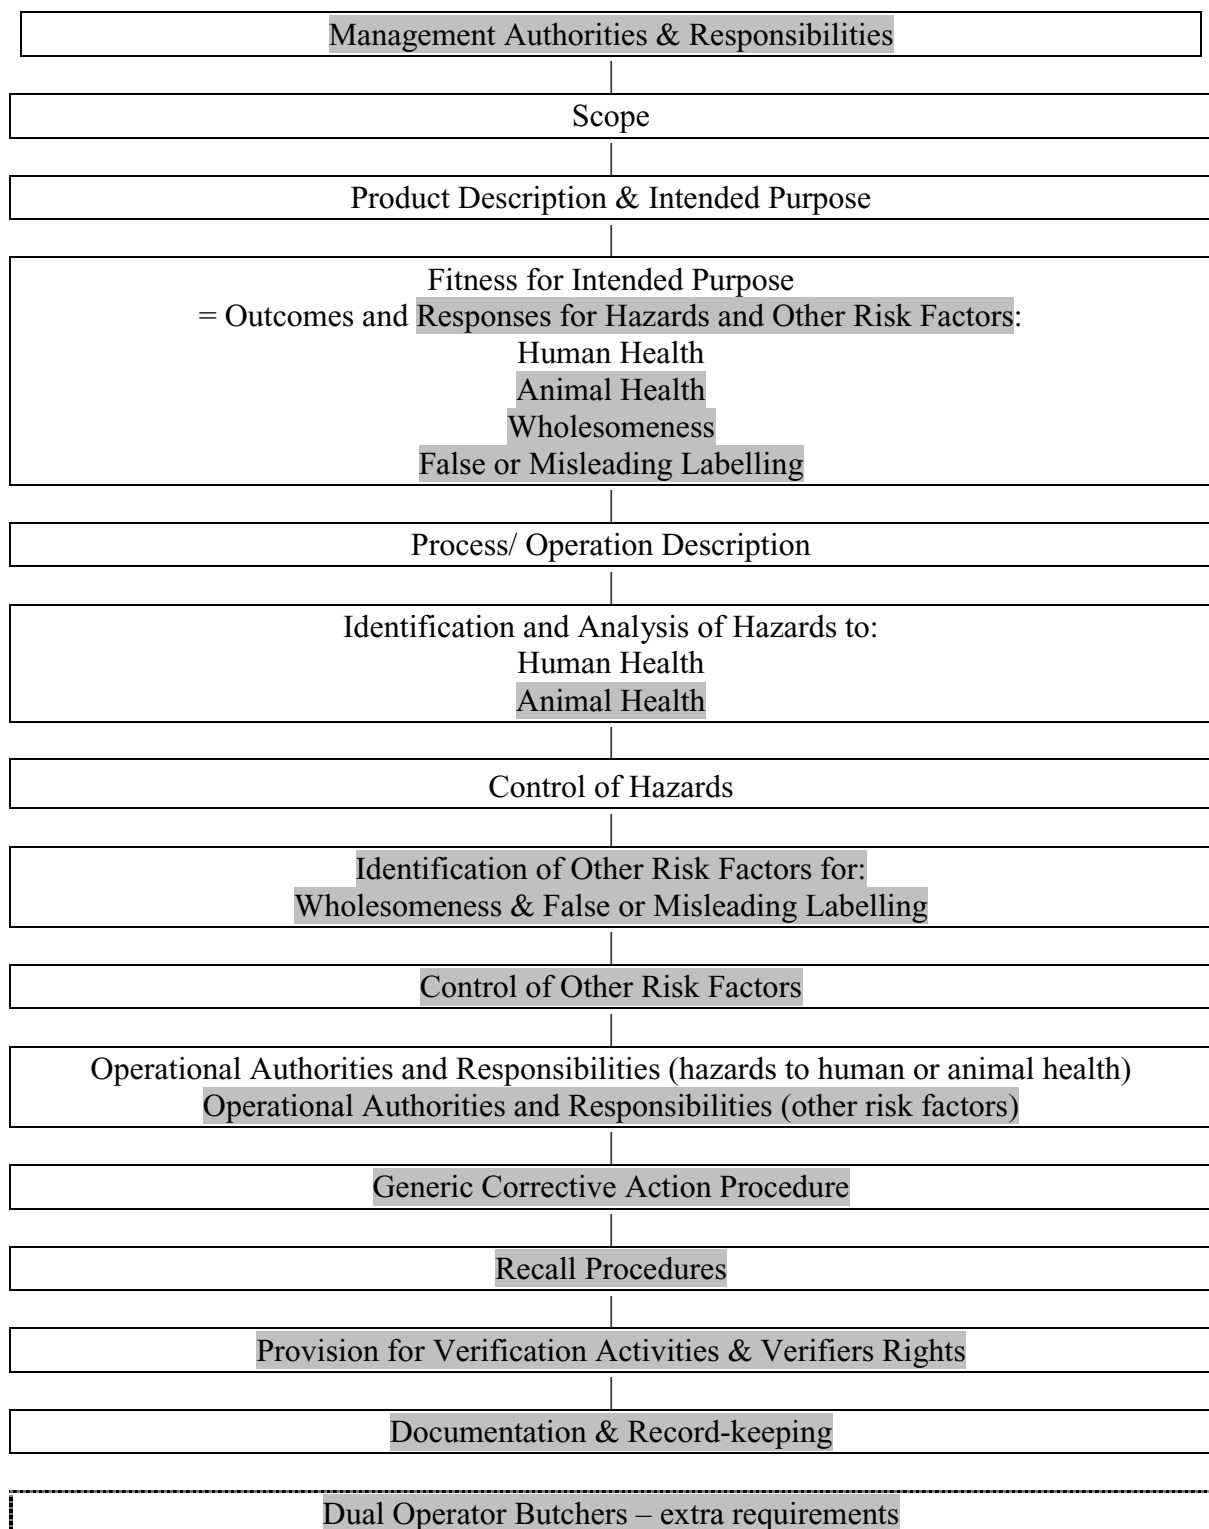 Management Authorities & Responsibilities
Scope
Product Description & Intended Purpose
Fitness for Intended Purpose
= Outcomes and Responses for Hazards and Other Risk Factors:
Human Health
Animal Health
Wholesomeness
False or Misleading Labelling
Process/ Operation Description
Identification and Analysis of Hazards to:
Human Health
Animal Health
Control of Hazards
Identification of Other Risk Factors for:
Wholesomeness & False or Misleading Labelling
Control of Other Risk Factors
Operational Authorities and Responsibilities (hazards to human or animal health)
Operational Authorities and Responsibilities (other risk factors)
Generic Corrective Action Procedure
Recall Procedures
Provision for Verification Activities & Verifiers Rights
Documentation & Record-keeping
Dual Operator Butchers – extra requirements